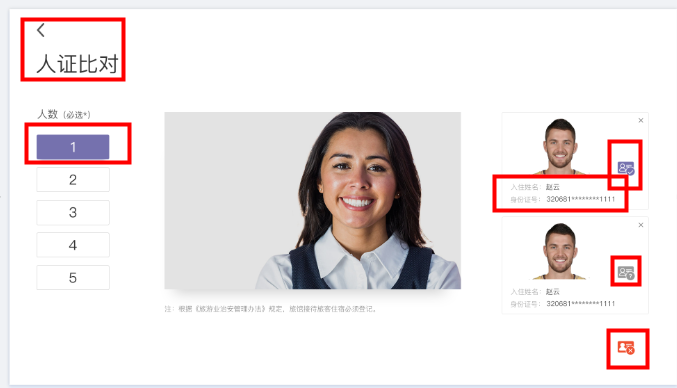 人证比对
人数（必选*）
1
2
3
4
5
注：根据《旅游业治安管理办法》规定，旅馆接待旅客住宿必须登记。
入住姓名：赵云
身份证号：320681********1111
入住姓名：赵云
身份证号：320681********1111